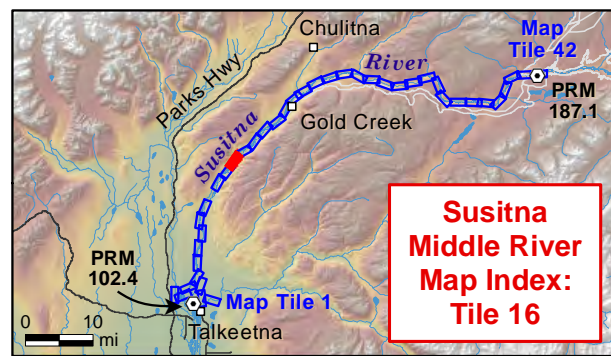 Chulitna
Map
Tile 42
River
Parks Hwy
PRM
187.1
Gold Creek
Susitna
Susitna
Middle River
Map Index:
Tile 16
PRM
102.4
Map Tile 1
Talkeetna
0 10
mi